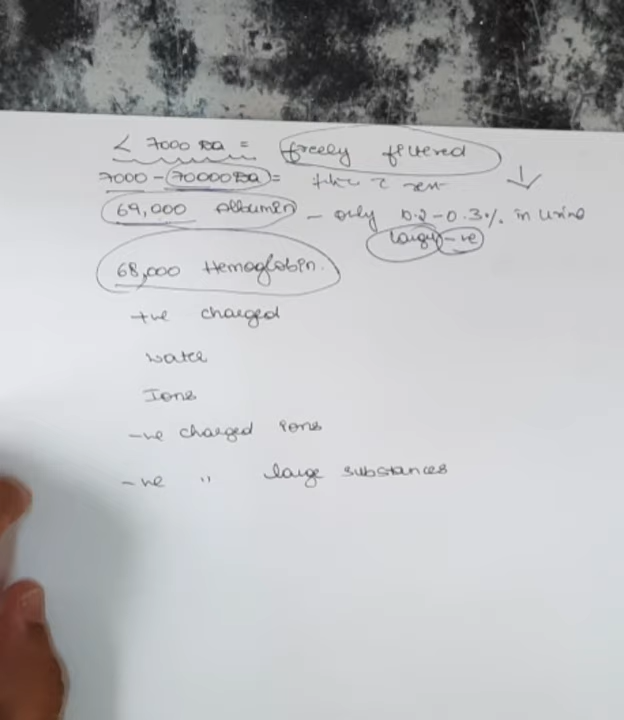 < 7000 Da = freely filtered
7000 - 70000 Da =
69,000 Albumin - only 0.2-0.3% in urine
large -ve
68,000 Hemoglobin.
+ve charged
water
Ions
-ve charged ions
-ve " large substances